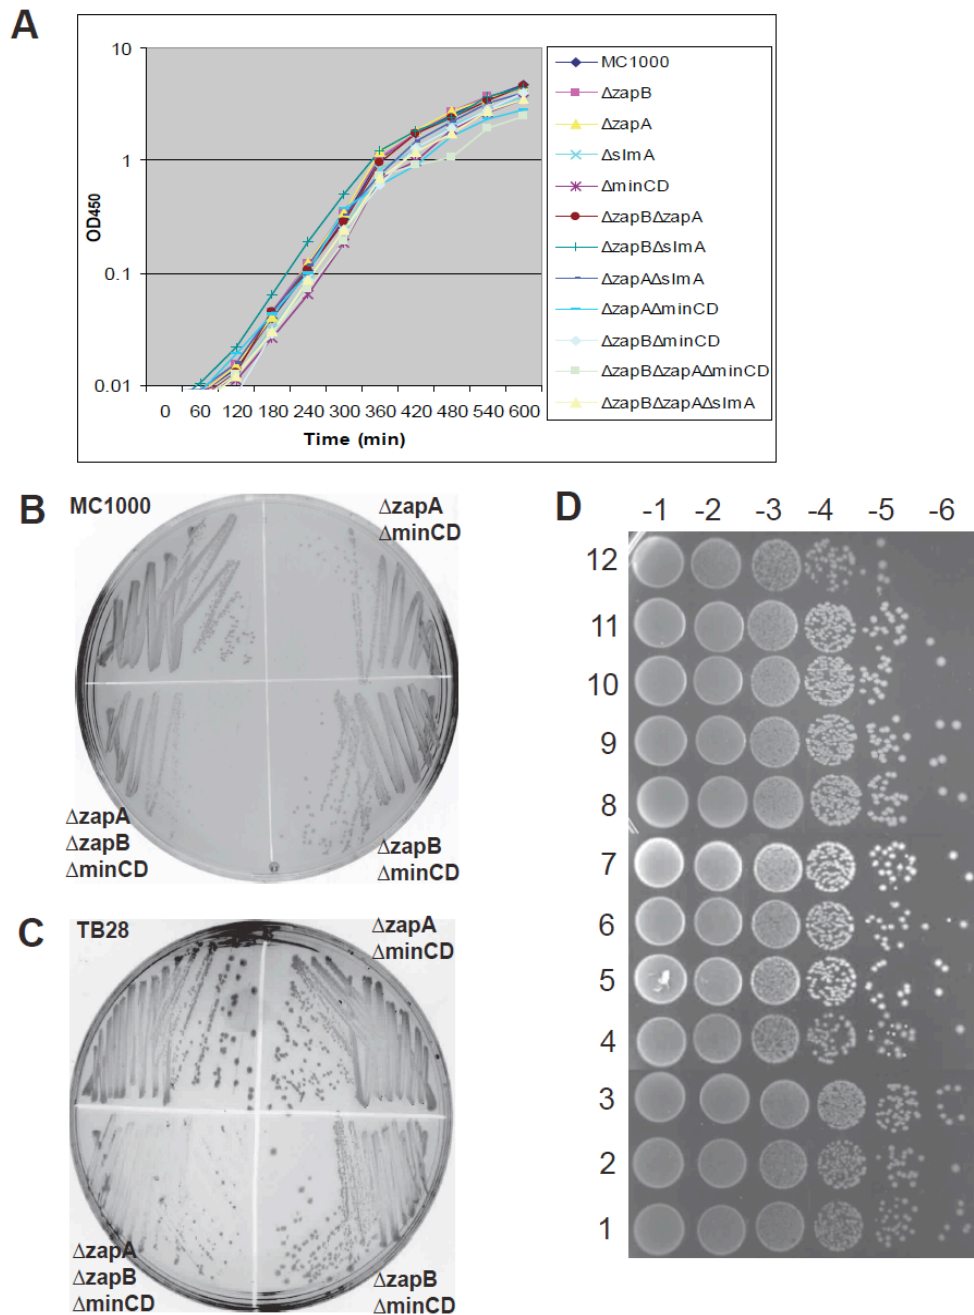 A
10
1
0.1
0.01
OD450
0 60 120 180 240 300 360 420 480 540 600
Time (min)
MC1000
ΔzapB
ΔzapA
ΔslmA
ΔminCD
ΔzapBΔzapA
ΔzapBΔslmA
ΔzapAΔslmA
ΔzapAΔminCD
ΔzapBΔminCD
ΔzapBΔzapAΔminCD
ΔzapBΔzapAΔslmA
B
MC1000
ΔzapA
ΔminCD
ΔzapA
ΔzapB
ΔminCD
ΔzapB
ΔminCD
C
TB28
ΔzapA
ΔminCD
ΔzapA
ΔzapB
ΔminCD
ΔzapB
ΔminCD
D
-1 -2 -3 -4 -5 -6
12
11
10
9
8
7
6
5
4
3
2
1